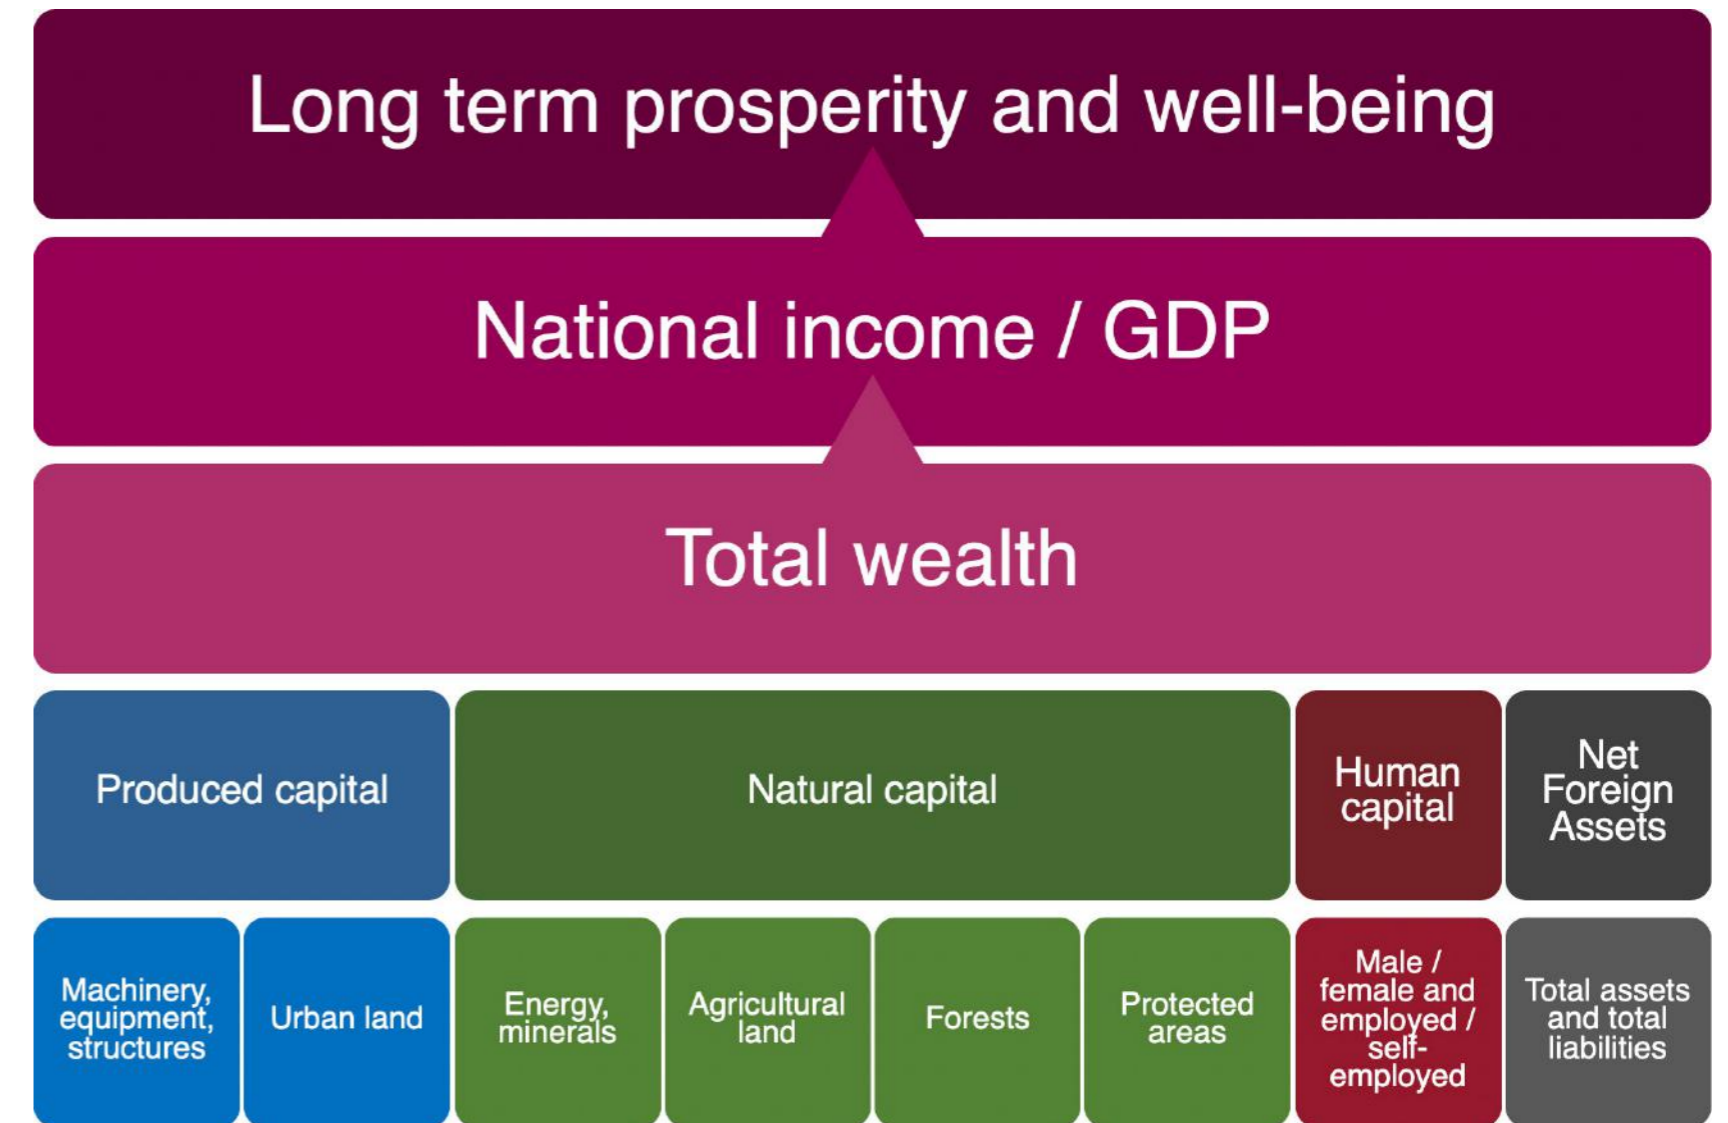 Long term prosperity and well-being
National income / GDP
Total wealth
Produced capital
Natural capital
Human
capital
Net
Foreign
Assets
Machinery,
equipment,
structures
Urban land
Energy,
minerals
Agricultural
land
Forests
Protected
areas
Male /
female and
employed /
self-
employed
Total assets
and total
liabilities